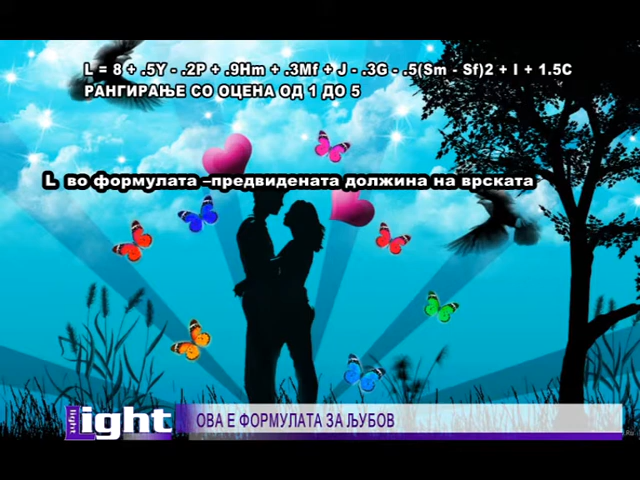 L = 8 + .5Y - .2P + .9Hm + .3Mf + J - .3G - .5(Sm - Sf)2 + I + 1.5C
РАНГИРАЊЕ СО ОЦЕНА ОД 1 ДО 5
L во формулата –предвидената должина на врската
light
light
ОВА Е ФОРМУЛАТА ЗА ЉУБОВ